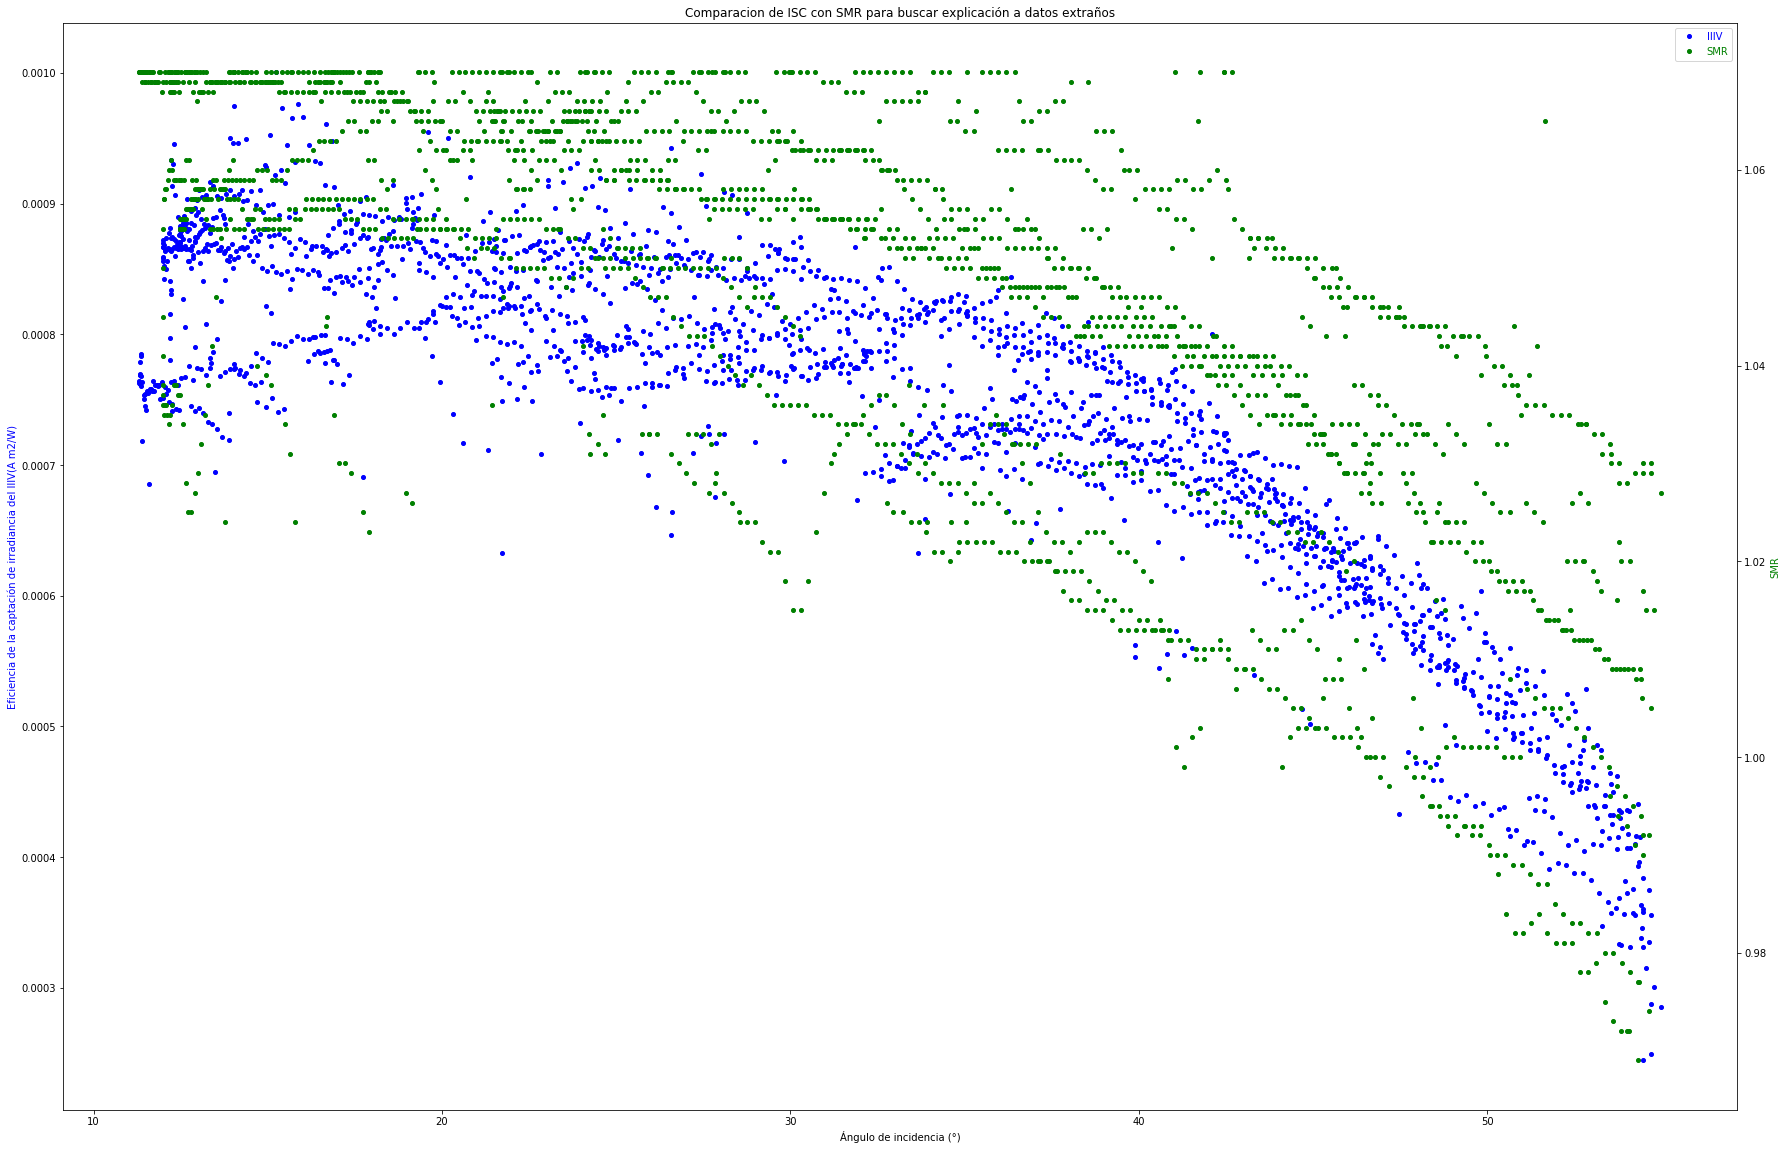 Comparacion de ISC con SMR para buscar explicación a datos extraños
IIIV
SMR
Eficiencia de la captación de irradiancia del IIIV(A m2/W)
0.0010
0.0009
0.0008
0.0007
0.0006
0.0005
0.0004
0.0003
1.06
1.04
1.02
1.00
0.98
SMR
10 20 30 40 50
Ángulo de incidencia (°)